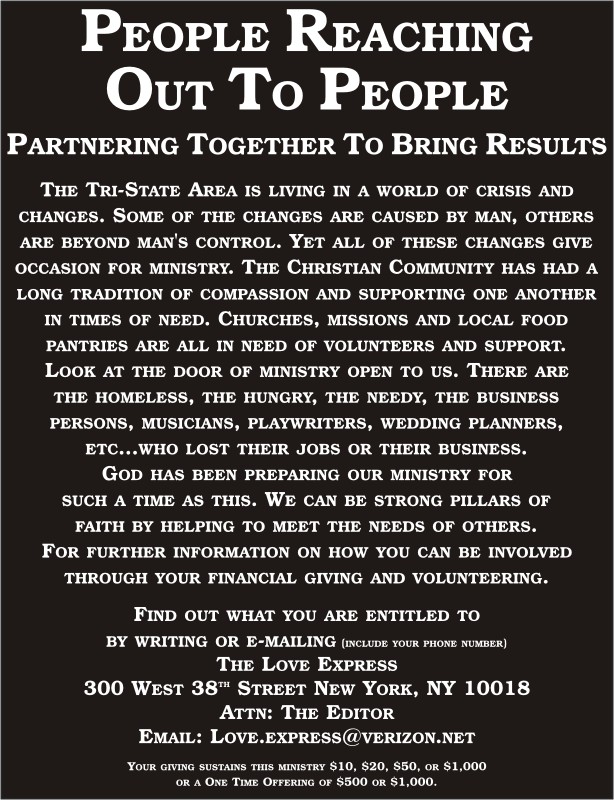 People Reaching
Out To People
Partnering Together To Bring Results
The Tri-State Area is living in a world of crisis and
changes. Some of the changes are caused by man, others
are beyond man's control. Yet all of these changes give
occasion for ministry. The Christian Community has had a
long tradition of compassion and supporting one another
in times of need. Churches, missions and local food
pantries are all in need of volunteers and support.
Look at the door of ministry open to us. There are
the homeless, the hungry, the needy, the business
persons, musicians, playwriters, wedding planners,
etc...who lost their jobs or their business.
God has been preparing our ministry for
such a time as this. We can be strong pillars of
faith by helping to meet the needs of others.
For further information on how you can be involved
through your financial giving and volunteering.
Find out what you are entitled to
by writing or e-mailing (include your phone number)
The Love Express
300 West 38th Street New York, NY 10018
Attn: The Editor
Email: Love.express@verizon.net
Your giving sustains this ministry $10, $20, $50, or $1,000
or a One Time Offering of $500 or $1,000.